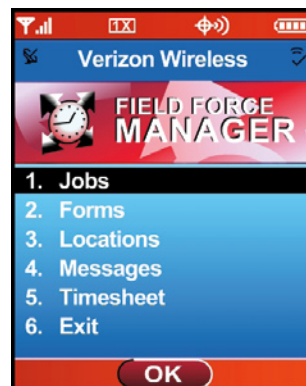 1X
Verizon Wireless
FIELD FORCE
MANAGER
1. Jobs
2. Forms
3. Locations
4. Messages
5. Timesheet
6. Exit
OK